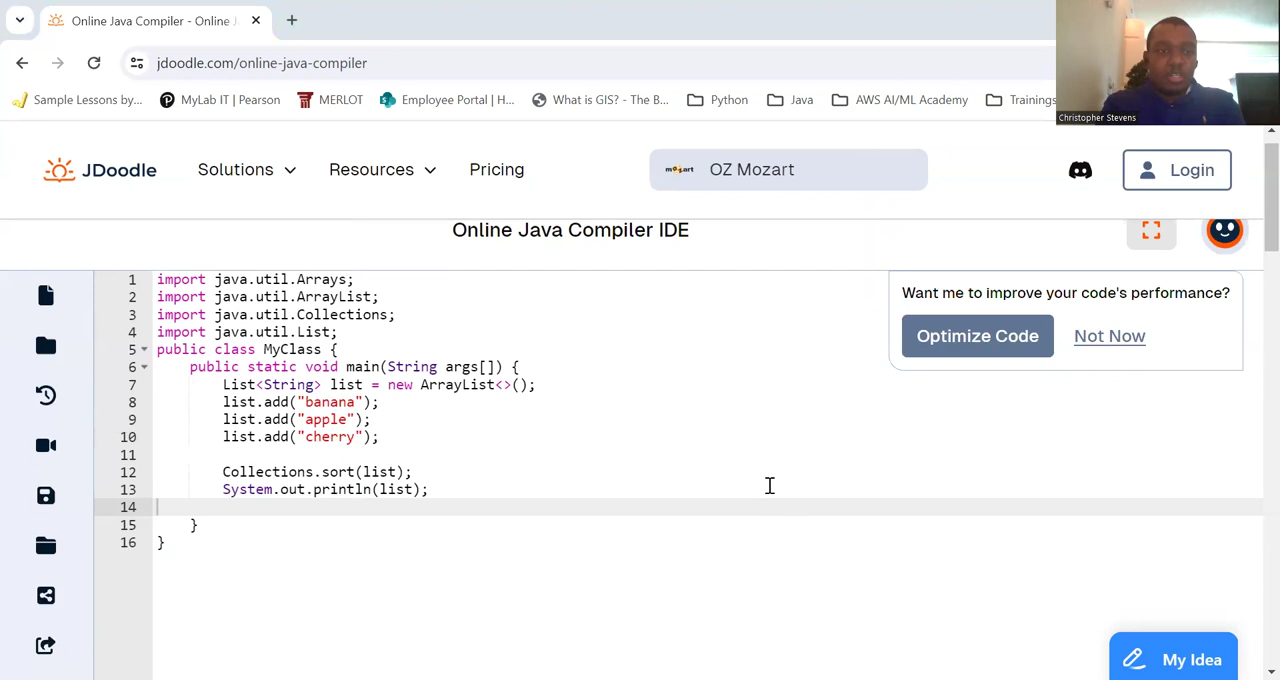 Online Java Compiler - Online J
jdoodle.com/online-java-compiler
Sample Lessons by... MyLab IT | Pearson MERLOT Employee Portal | H... What is GIS? - The B... Python Java AWS AI/ML Academy Trainings
Christopher Stevens
JDoodle Solutions Resources Pricing mozart OZ Mozart Login
Online Java Compiler IDE
Want me to improve your code's performance?
Optimize Code Not Now
1 import java.util.Arrays;
2 import java.util.ArrayList;
3 import java.util.Collections;
4 import java.util.List;
5 public class MyClass {
6 public static void main(String args[]) {
7 List<String> list = new ArrayList<>();
8 list.add("banana");
9 list.add("apple");
10 list.add("cherry");
11
12 Collections.sort(list);
13 System.out.println(list);
14
15 }
16 }
My Idea